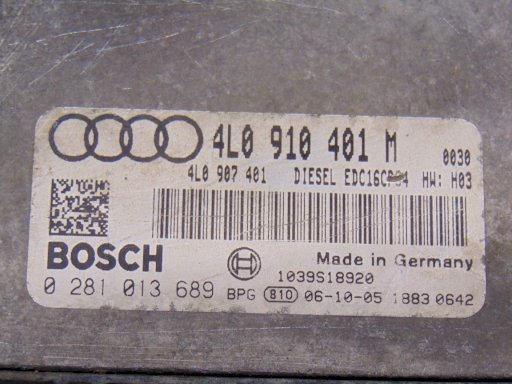 4L0 910 401 M 0030
4L0 907 401 DIESEL EDC16CP34 HW: H03
BOSCH
Made in Germany
1039S18920
0 281 013 689 BPG 810 06-10-05 1883 0642